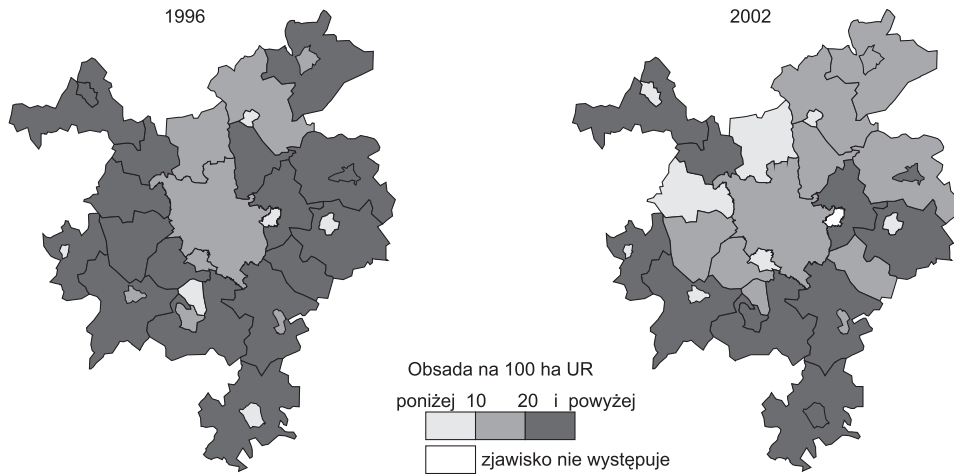 1996
2002
Obsada na 100 ha UR
poniżej 10 20 i powyżej
zjawisko nie występuje